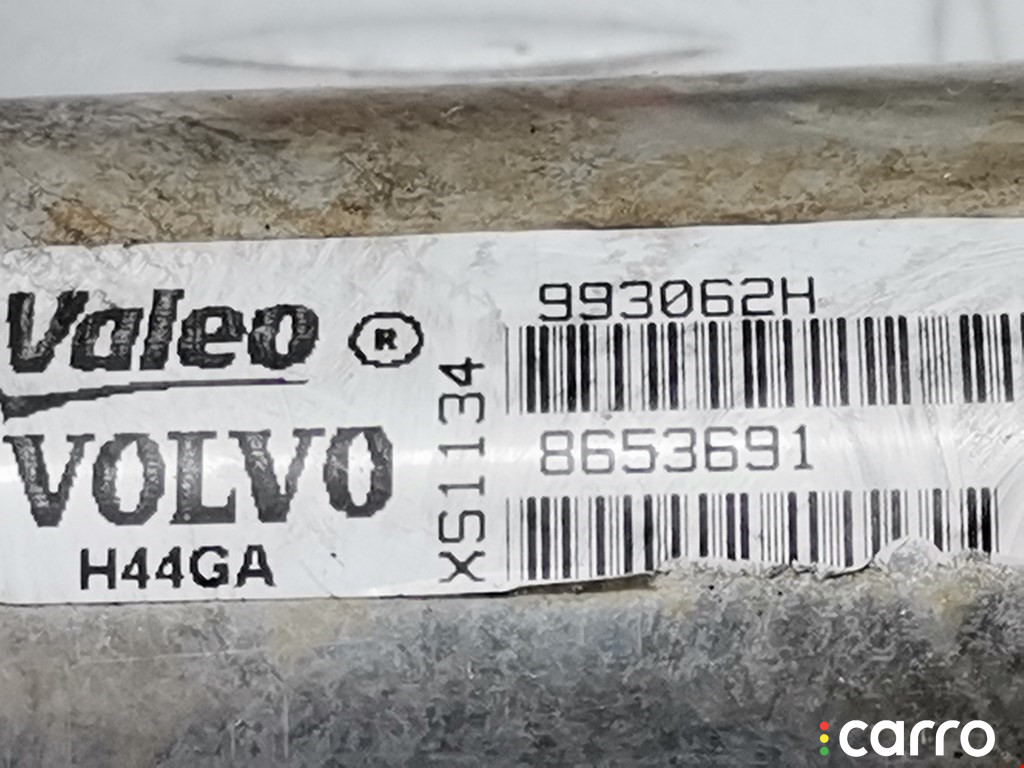 Valeo ®
VOLVO
H44GA
XS1134
993062H
8653691
carro